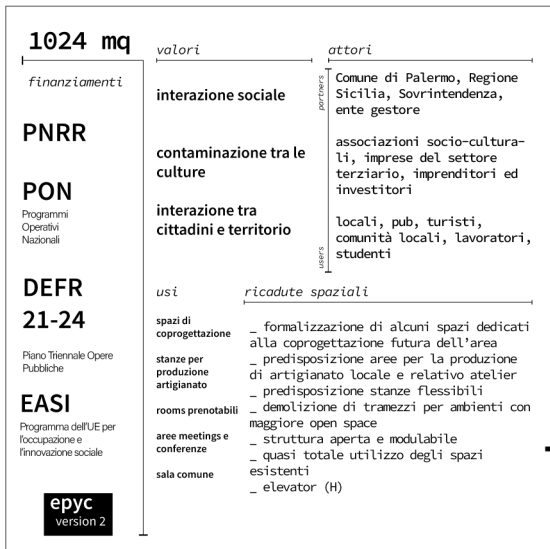 1024 mq
finanziamenti
PNRR
PON
Programmi
Operativi
Nazionali
DEFR
21-24
Piano Triennale Opere
Pubbliche
EASI
Programma dell'UE per
l'occupazione e
l'innovazione sociale
epyc
version 2
valori
interazione sociale
contaminazione tra le
culture
interazione tra
cittadini e territorio
attori
partners
Comune di Palermo, Regione
Sicilia, Sovrintendenza,
ente gestore
associazioni socio-cultura-
li, imprese del settore
terziario, imprenditori ed
investitori
users
locali, pub, turisti,
comunità locali, lavoratori,
studenti
usi
spazi di
coprogettazione
stanze per
produzione
artigianato
rooms prenotabili
aree meetings e
conferenze
sala comune
ricadute spaziali
_ formalizzazione di alcuni spazi dedicati
alla coprogettazione futura dell'area
_ predisposizione aree per la produzione
di artigianato locale e relativo atelier
_ predisposizione stanze flessibili
_ demolizione di tramezzi per ambienti con
maggiore open space
_ struttura aperta e modulabile
_ quasi totale utilizzo degli spazi
esistenti
_ elevator (H)